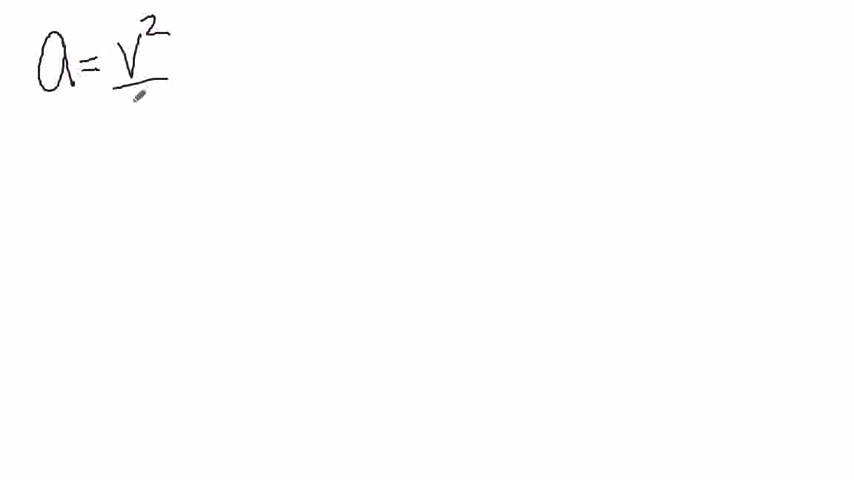 a = v²/